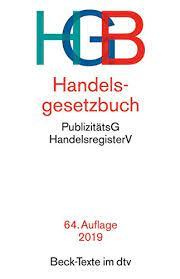 HGB
Handels-
gesetzbuch
PublizitätsG
HandelsregisterV
64. Auflage
2019
Beck-Texte im dtv